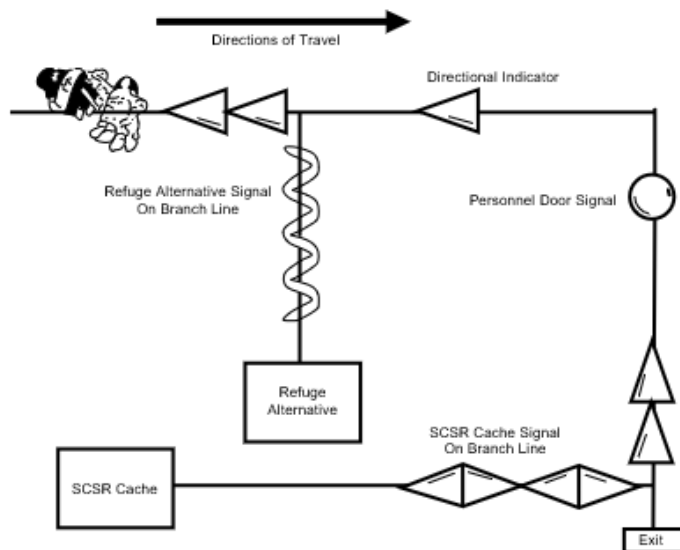 Directions of Travel
Directional Indicator
Refuge Alternative Signal
On Branch Line
Personnel Door Signal
Refuge
Alternative
SCSR Cache Signal
On Branch Line
SCSR Cache
Exit